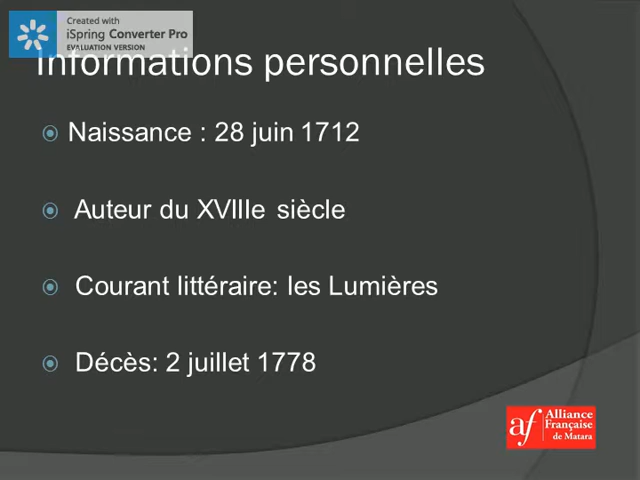 Created with
iSpring Converter Pro
EVALUATION VERSION
Informations personnelles
Naissance : 28 juin 1712
Auteur du XVIIIe siècle
Courant littéraire: les Lumières
Décès: 2 juillet 1778
af Alliance
Française
de Matara